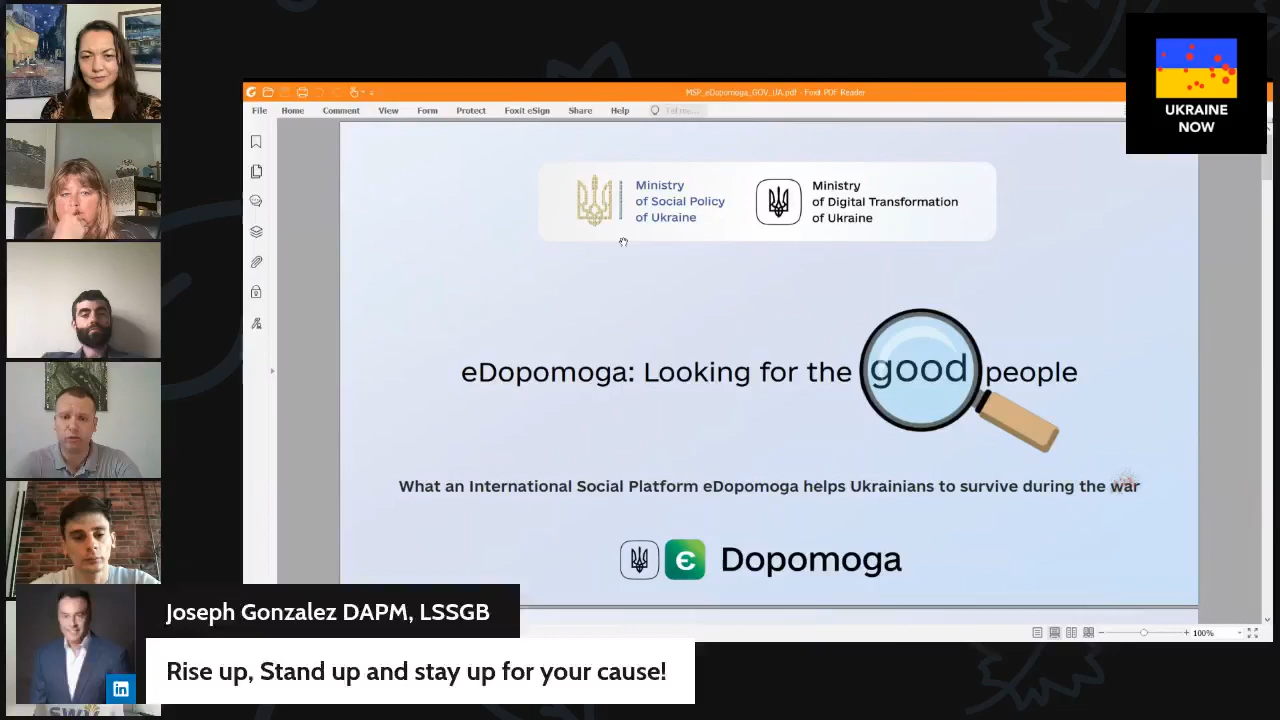 UKRAINE
NOW
MSP_eDopomoga_GOV_UA.pdf - Foxit PDF Reader
File Home Comment View Form Protect Foxit eSign Share Help Tell me...
Ministry
of Social Policy
of Ukraine
Ministry
of Digital Transformation
of Ukraine
eDopomoga: Looking for the good people
What an International Social Platform eDopomoga helps Ukrainians to survive during the war
є Dopomoga
100%
Joseph Gonzalez DAPM, LSSGB
in
Rise up, Stand up and stay up for your cause!